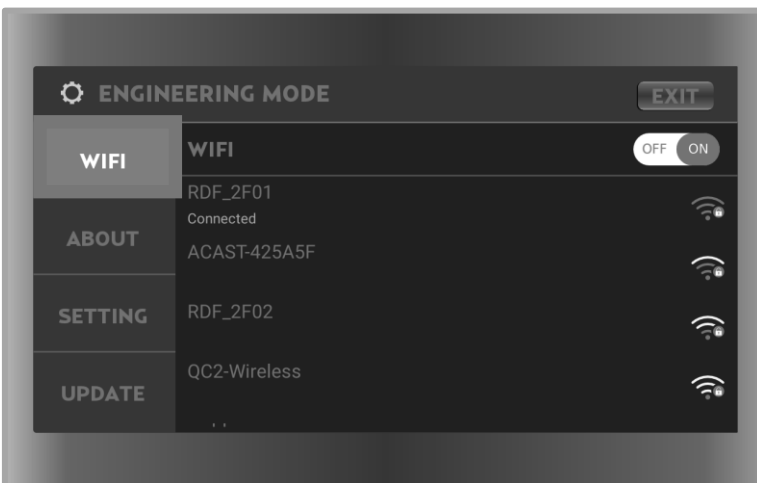 ENGINEERING MODE
EXIT
WIFI
WIFI
OFF ON
RDF_2F01
Connected
ABOUT
ACAST-425A5F
SETTING
RDF_2F02
QC2-Wireless
UPDATE